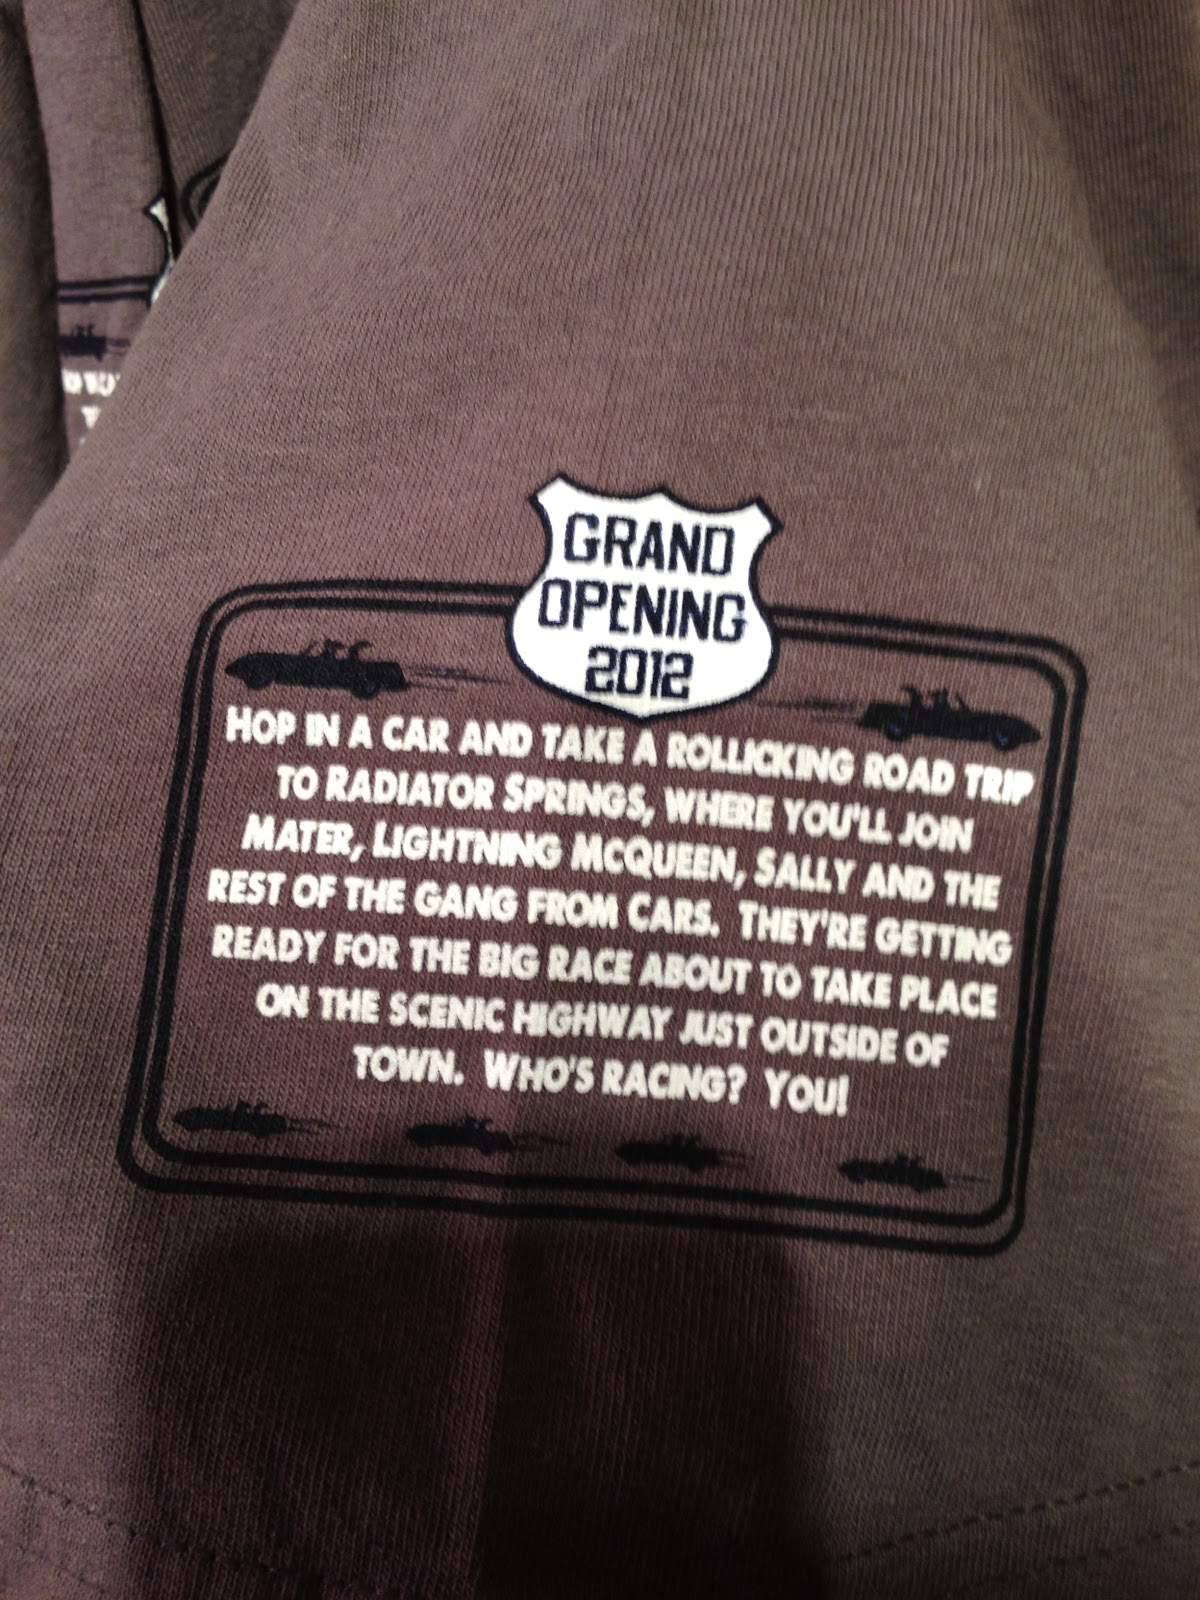 GRAND
OPENING
2012
HOP IN A CAR AND TAKE A ROLLICKING ROAD TRIP
TO RADIATOR SPRINGS, WHERE YOU'LL JOIN
MATER, LIGHTNING MCQUEEN, SALLY AND THE
REST OF THE GANG FROM CARS. THEY'RE GETTING
READY FOR THE BIG RACE ABOUT TO TAKE PLACE
ON THE SCENIC HIGHWAY JUST OUTSIDE OF
TOWN. WHO'S RACING? YOU!